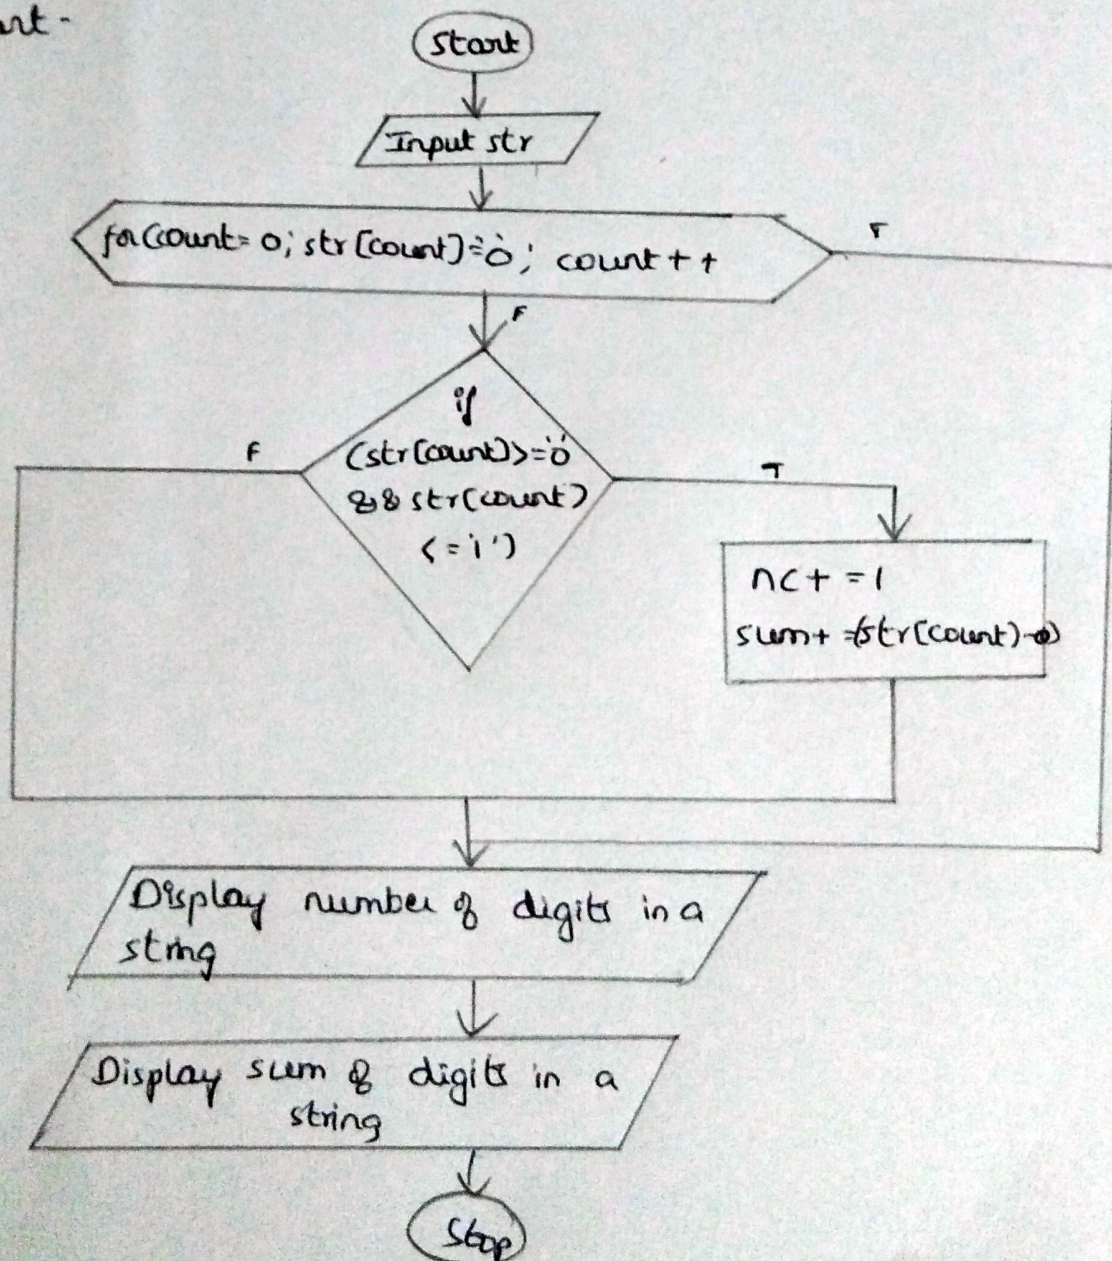 Start
Input str
for(count= 0; str[count]='0'; count++
T
F
if
(str[count]>='0'
&& str[count]
<='1')
F
T
nc+=1
sum+=(str[count]-0)
Display number of digits in a
string
Display sum of digits in a
string
Stop